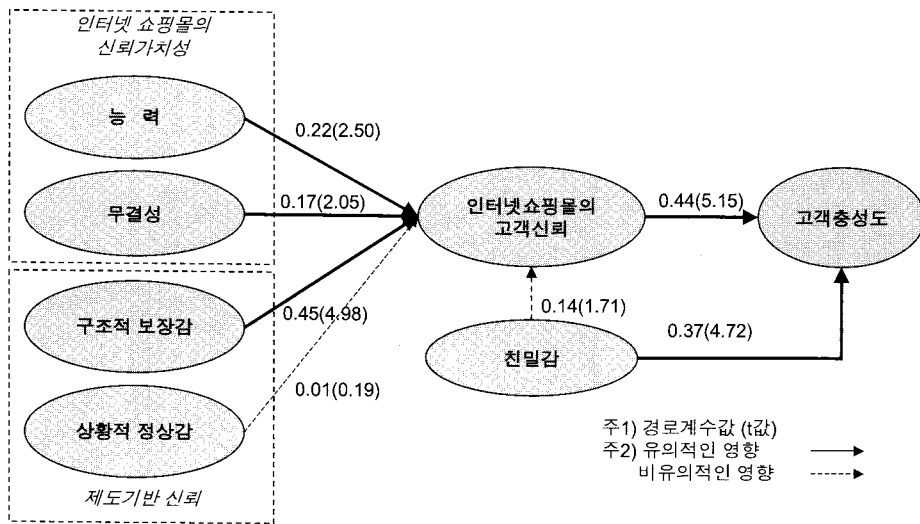 인터넷 쇼핑몰의
신뢰가치성
능 력
0.22(2.50)
무결성
0.17(2.05)
인터넷쇼핑몰의
고객신뢰
0.44(5.15)
고객충성도
구조적 보장감
0.45(4.98)
0.14(1.71)
친밀감
0.37(4.72)
0.01(0.19)
상황적 정상감
제도기반 신뢰
주1) 경로계수값 (t값)
주2) 유의적인 영향
비유의적인 영향